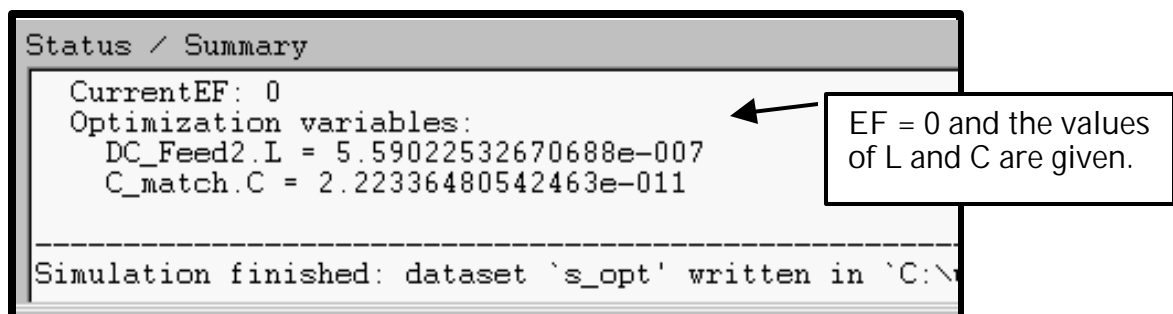 Status / Summary
CurrentEF: 0
Optimization variables:
DC_Feed2.L = 5.59022532670688e-007
C_match.C = 2.22336480542463e-011
Simulation finished: dataset `s_opt' written in `C:\
EF = 0 and the values
of L and C are given.